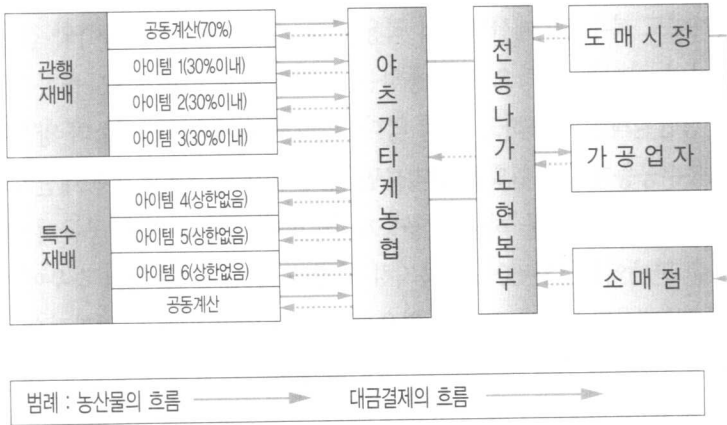 관행
재배
공동계산(70%)
아이템 1(30%이내)
아이템 2(30%이내)
아이템 3(30%이내)
특수
재배
아이템 4(상한없음)
아이템 5(상한없음)
아이템 6(상한없음)
공동계산
야츠가타케농협
전농나가노현본부
도매시장
가공업자
소매점
범례 : 농산물의 흐름 대금결제의 흐름